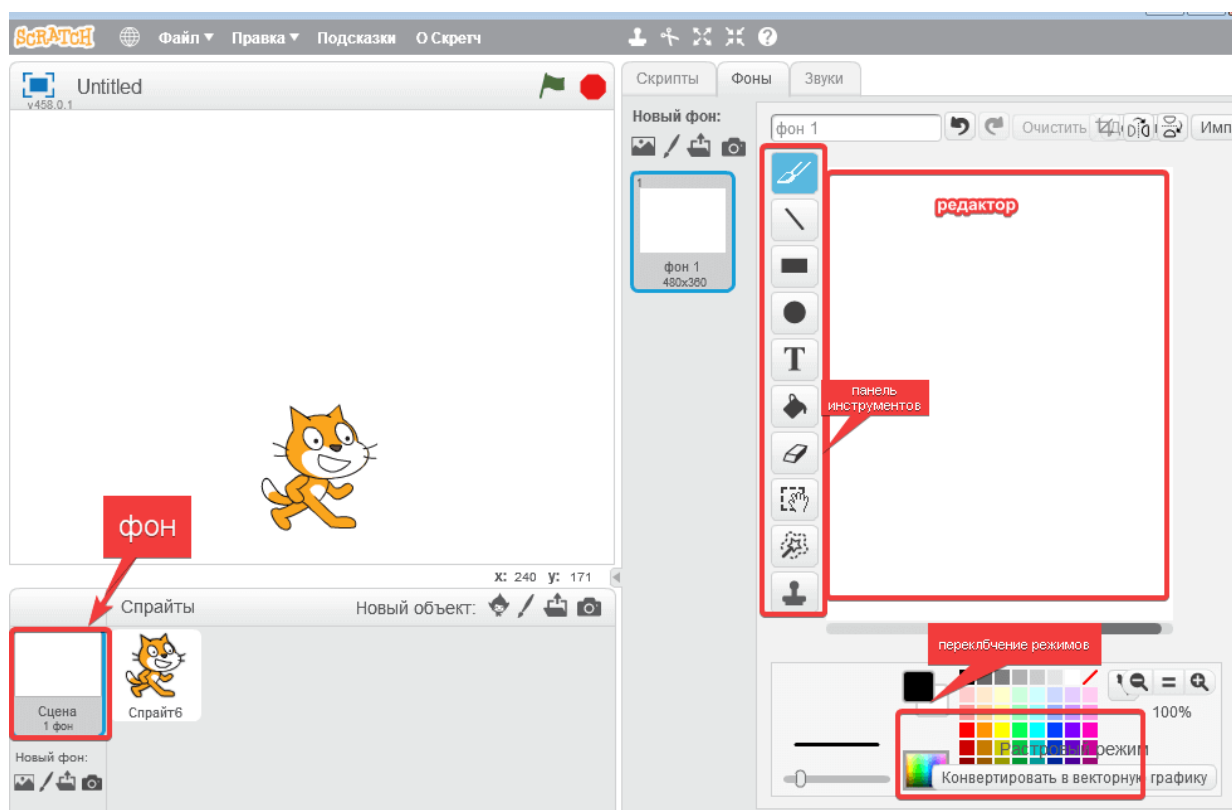 SCRATCH
Файл Правка Подсказки О Скретч
Untitled
v458.0.1
Скрипты Фоны Звуки
Новый фон:
фон 1
Очистить
Имп
1
фон 1
480x360
редактор
T
панель
инструментов
фон
x: 240 y: 171
Спрайты
Новый объект:
переклбчение режимов
Сцена
1 фон
Спрайт6
100%
Новый фон:
Растровый режим
Конвертировать в векторную графику